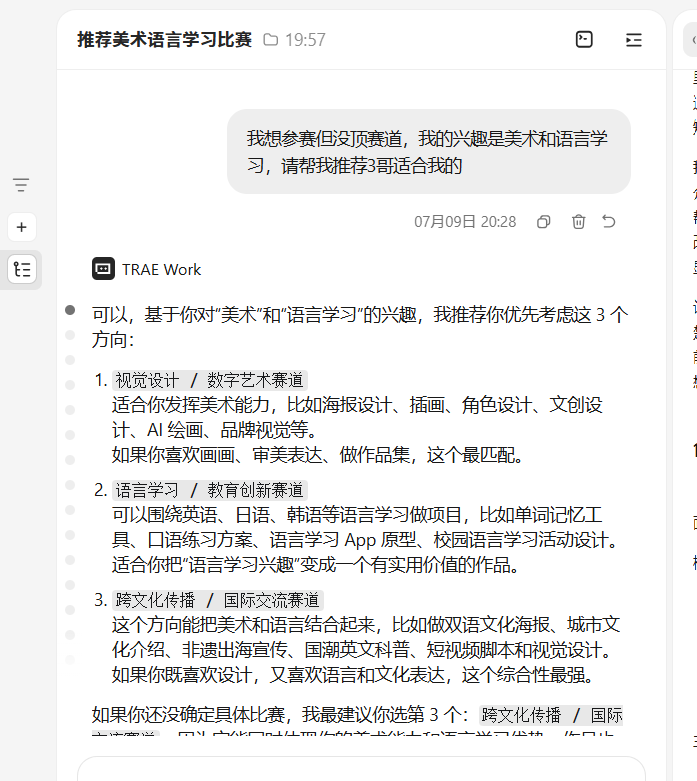 推荐美术语言学习比赛 19:57
我想参赛但没顶赛道，我的兴趣是美术和语言学
习，请帮我推荐3哥适合我的
07月09日 20:28
TRAE Work
可以，基于你对“美术”和“语言学习”的兴趣，我推荐你优先考虑这 3 个
方向：
1. 视觉设计 / 数字艺术赛道
适合你发挥美术能力，比如海报设计、插画、角色设计、文创设
计、AI 绘画、品牌视觉等。
如果你喜欢画画、审美表达、做作品集，这个最匹配。
2. 语言学习 / 教育创新赛道
可以围绕英语、日语、韩语等语言学习做项目，比如单词记忆工
具、口语练习方案、语言学习 App 原型、校园语言学习活动设计。
适合你把“语言学习兴趣”变成一个有实用价值的作品。
3. 跨文化传播 / 国际交流赛道
这个方向能把美术和语言结合起来，比如做双语文化海报、城市文
化介绍、非遗出海宣传、国潮英文科普、短视频脚本和视觉设计。
如果你既喜欢设计，又喜欢语言和文化表达，这个综合性最强。
如果你还没确定具体比赛，我最建议你选第 3 个：跨文化传播 / 国际